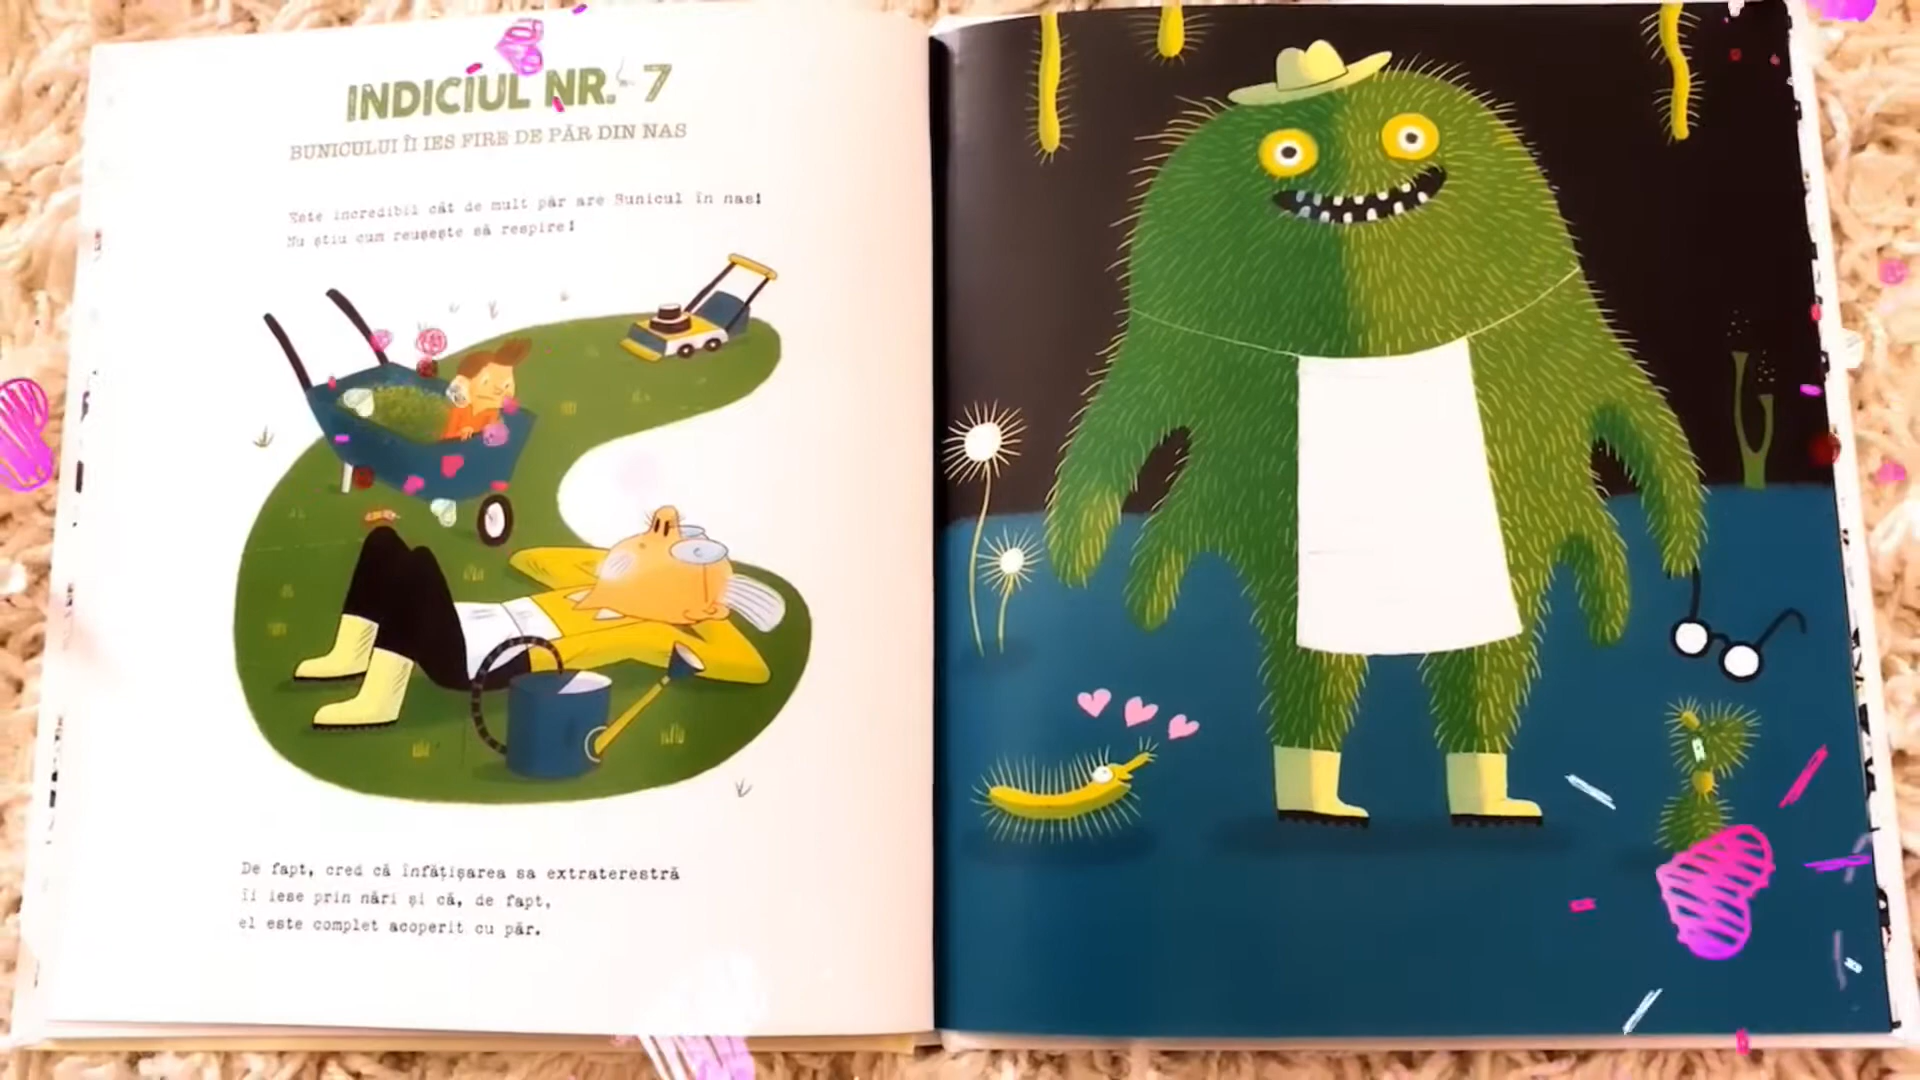 INDICIUL NR. 7
BUNICULUI ÎI IES FIRE DE PĂR DIN NAS
Este incredibil cât de mult păr are Bunicul în nas!
Nu știu cum reușește să respire!
De fapt, cred că înfățișarea sa extraterestră
îi iese prin nări și că, de fapt,
el este complet acoperit cu păr.